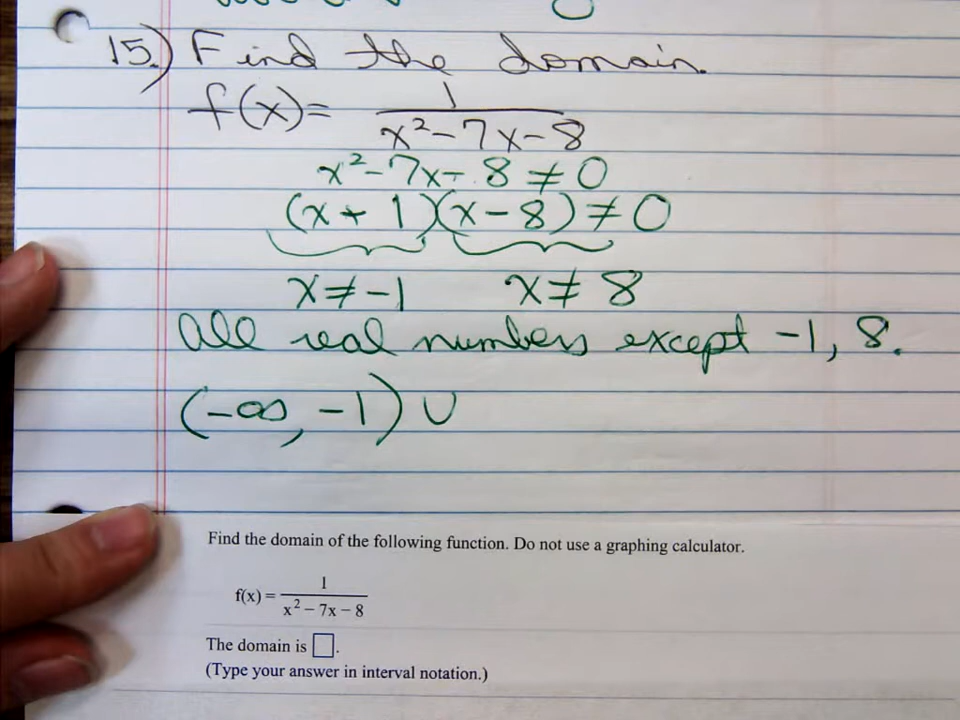 15.) Find the domain.
f(x) = 1 / (x² - 7x - 8)
x² - 7x - 8 ≠ 0
(x + 1)(x - 8) ≠ 0
x ≠ -1 x ≠ 8
all real numbers except -1, 8.
(-∞, -1) ∪
Find the domain of the following function. Do not use a graphing calculator.
f(x) = 1 / (x² - 7x - 8)
The domain is □.
(Type your answer in interval notation.)